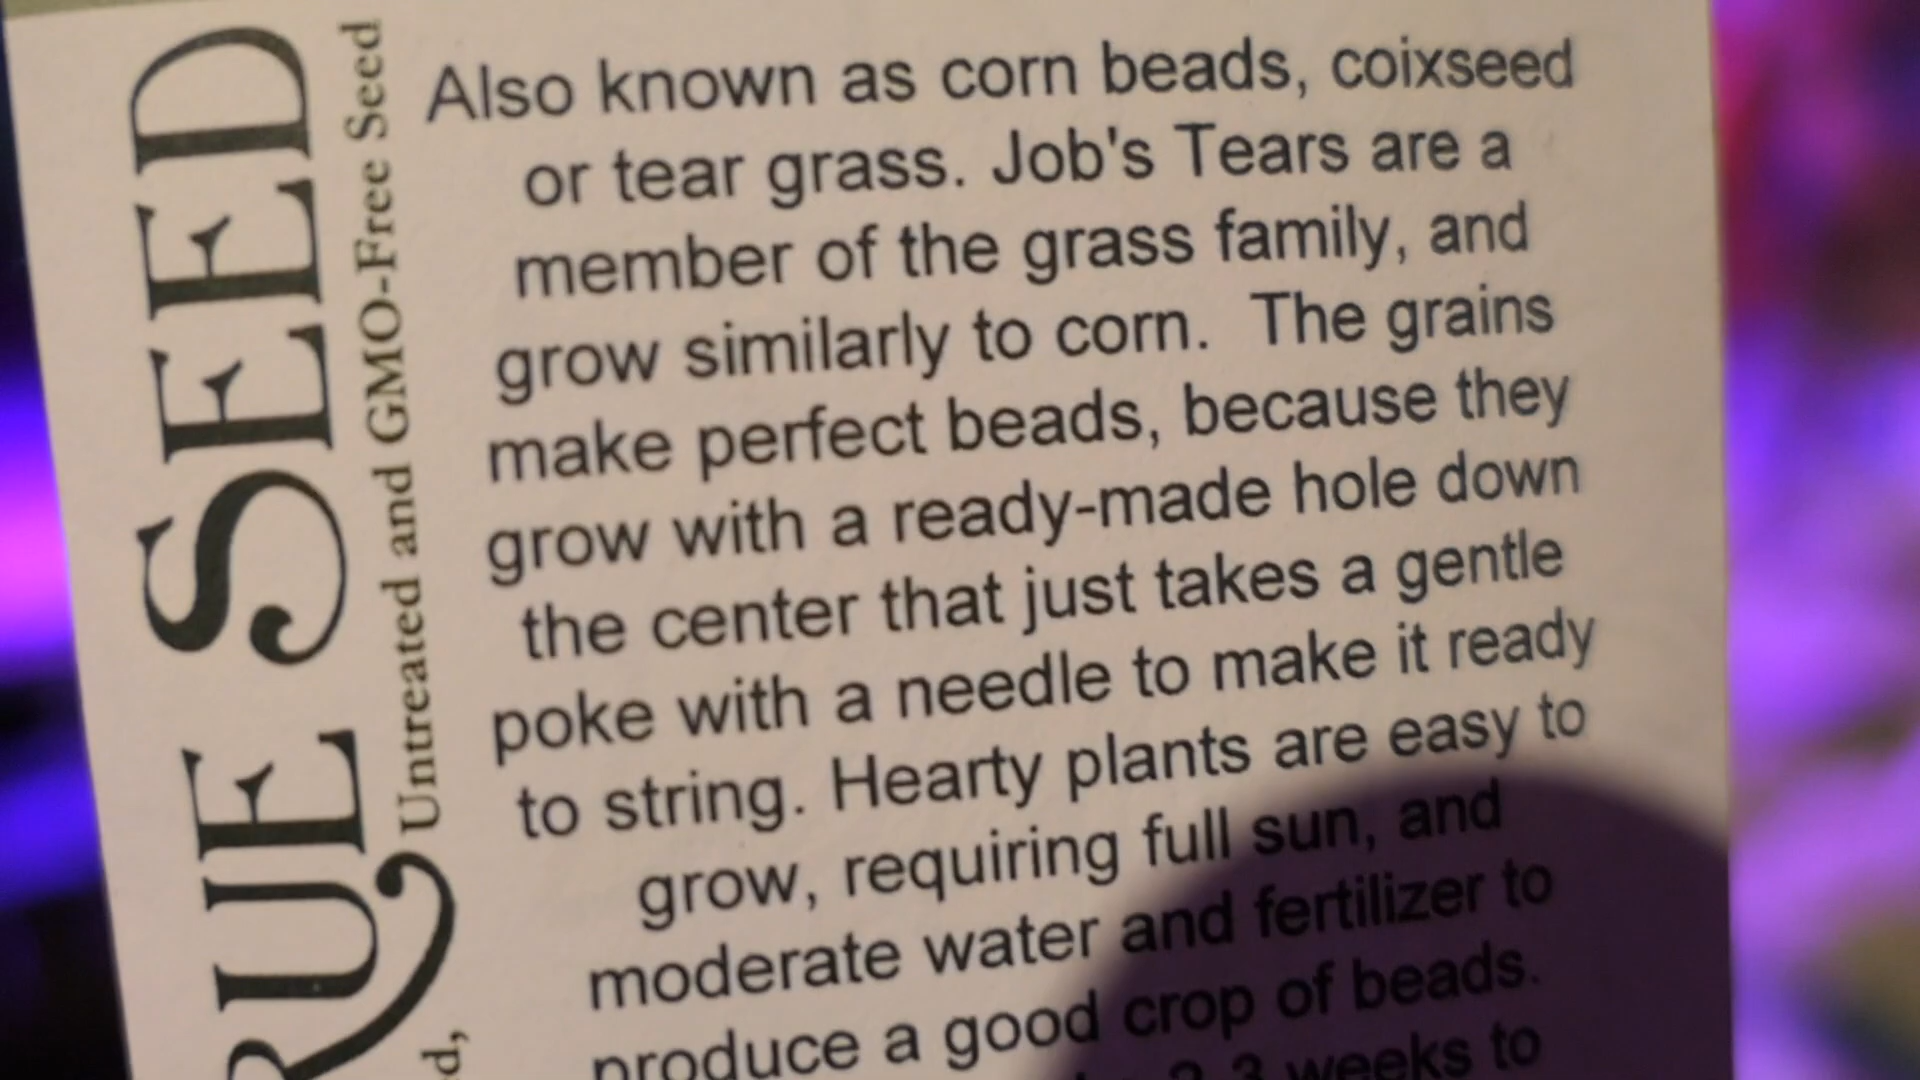 RUE SEED
Untreated and GMO-Free Seed
d,
Also known as corn beads, coixseed
or tear grass. Job's Tears are a
member of the grass family, and
grow similarly to corn.  The grains
make perfect beads, because they
grow with a ready-made hole down
the center that just takes a gentle
poke with a needle to make it ready
to string. Hearty plants are easy to
grow, requiring full sun, and
moderate water and fertilizer to
produce a good crop of beads.
2-3 weeks to